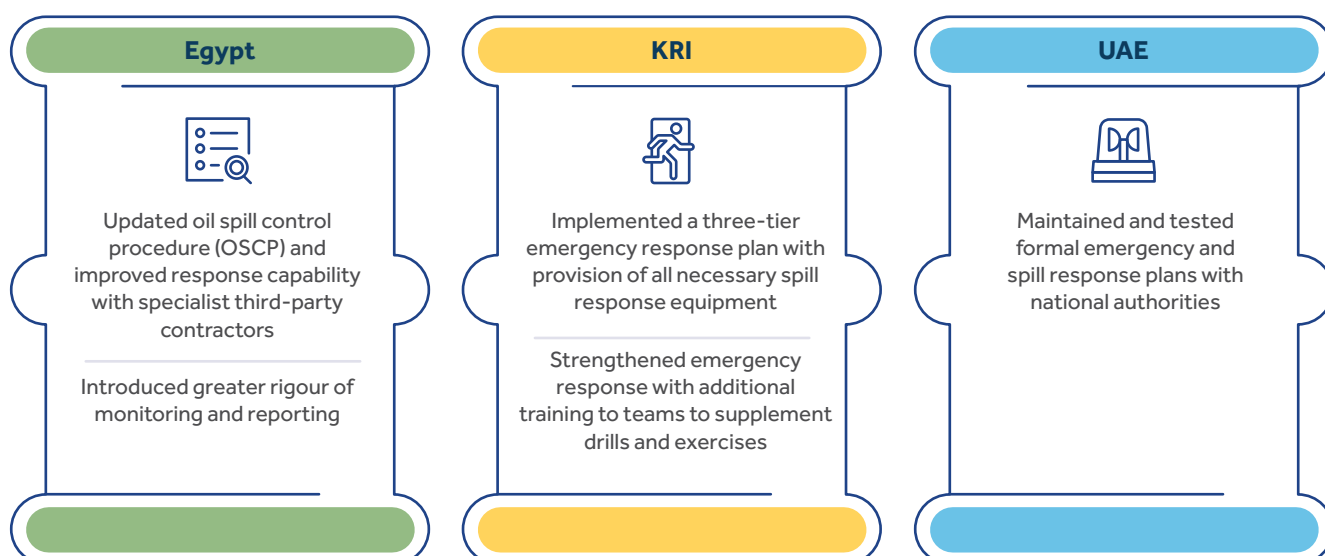 Egypt
Updated oil spill control
procedure (OSCP) and
improved response capability
with specialist third-party
contractors
Introduced greater rigour of
monitoring and reporting
KRI
Implemented a three-tier
emergency response plan with
provision of all necessary spill
response equipment
Strengthened emergency
response with additional
training to teams to supplement
drills and exercises
UAE
Maintained and tested
formal emergency and
spill response plans with
national authorities